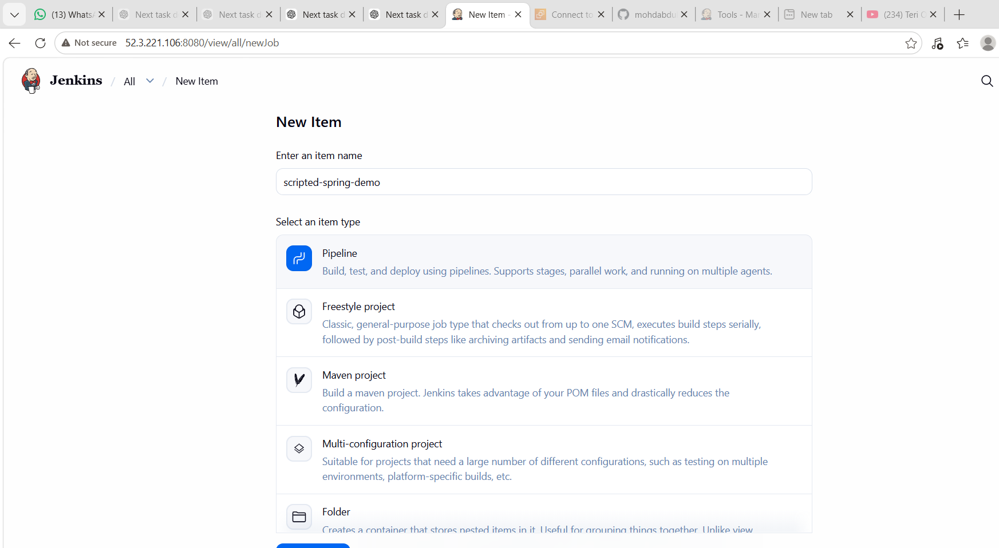 (13) WhatsA
Next task d
Next task d
Next task d
Next task d
New Item -
Connect to
mohdabdul
Tools - Man
New tab
(234) Teri
Not secure
52.3.221.106:8080/view/all/newJob
Jenkins / All / New Item
New Item
Enter an item name
scripted-spring-demo
Select an item type
Pipeline
Build, test, and deploy using pipelines. Supports stages, parallel work, and running on multiple agents.
Freestyle project
Classic, general-purpose job type that checks out from up to one SCM, executes build steps serially,
followed by post-build steps like archiving artifacts and sending email notifications.
Maven project
Build a maven project. Jenkins takes advantage of your POM files and drastically reduces the
configuration.
Multi-configuration project
Suitable for projects that need a large number of different configurations, such as testing on multiple
environments, platform-specific builds, etc.
Folder
Creates a container that stores nested items in it. Useful for grouping things together. Unlike view